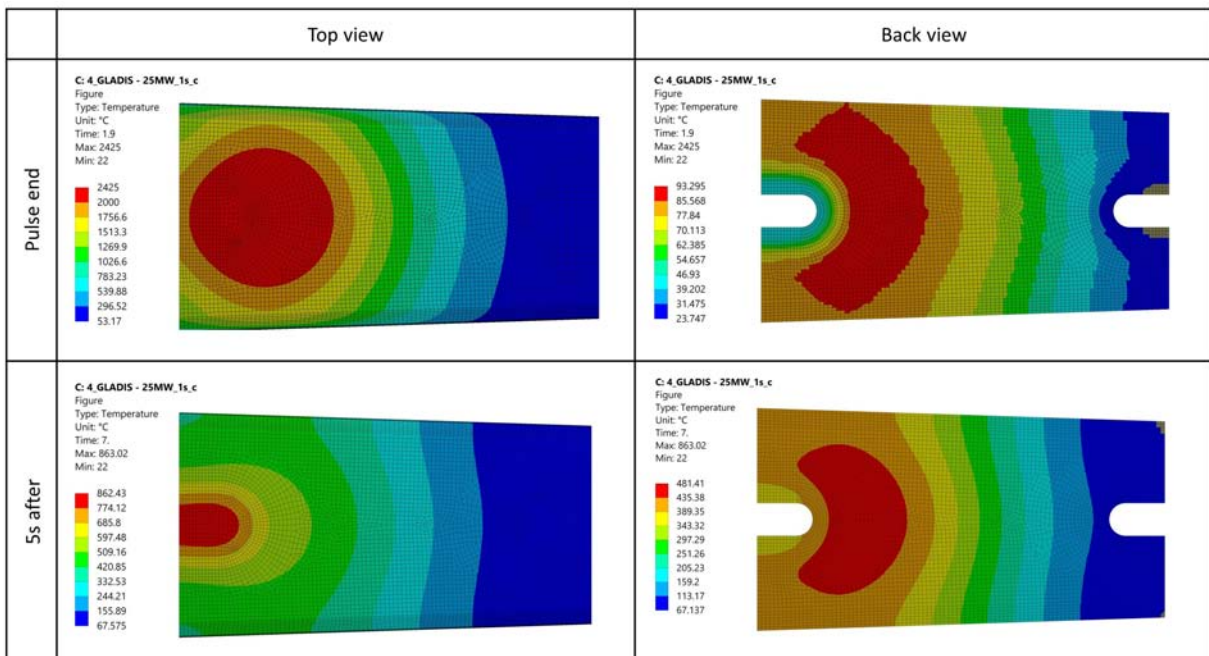 Top view
Back view
Pulse end
C: 4_GLADIS - 25MW_1s_c
Figure
Type: Temperature
Unit: °C
Time: 1.9
Max: 2425
Min: 22
2425
2000
1756.6
1513.3
1269.9
1026.6
783.23
539.88
296.52
53.17
C: 4_GLADIS - 25MW_1s_c
Figure
Type: Temperature
Unit: °C
Time: 1.9
Max: 2425
Min: 22
93.295
85.568
77.84
70.113
62.385
54.657
46.93
39.202
31.475
23.747
5s after
C: 4_GLADIS - 25MW_1s_c
Figure
Type: Temperature
Unit: °C
Time: 7.
Max: 863.02
Min: 22
862.43
774.12
685.8
597.48
509.16
420.85
332.53
244.21
155.89
67.575
C: 4_GLADIS - 25MW_1s_c
Figure
Type: Temperature
Unit: °C
Time: 7.
Max: 863.02
Min: 22
481.41
435.38
389.35
343.32
297.29
251.26
205.23
159.2
113.17
67.137